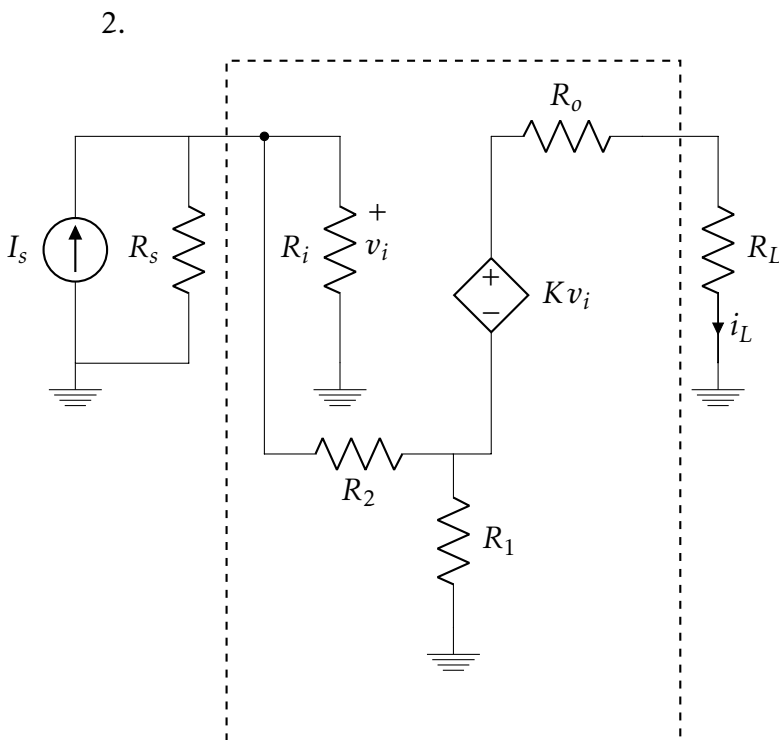 2.
R_o
I_s
R_s
R_i
+
v_i
+
−
Kv_i
R_L
i_L
R_2
R_1